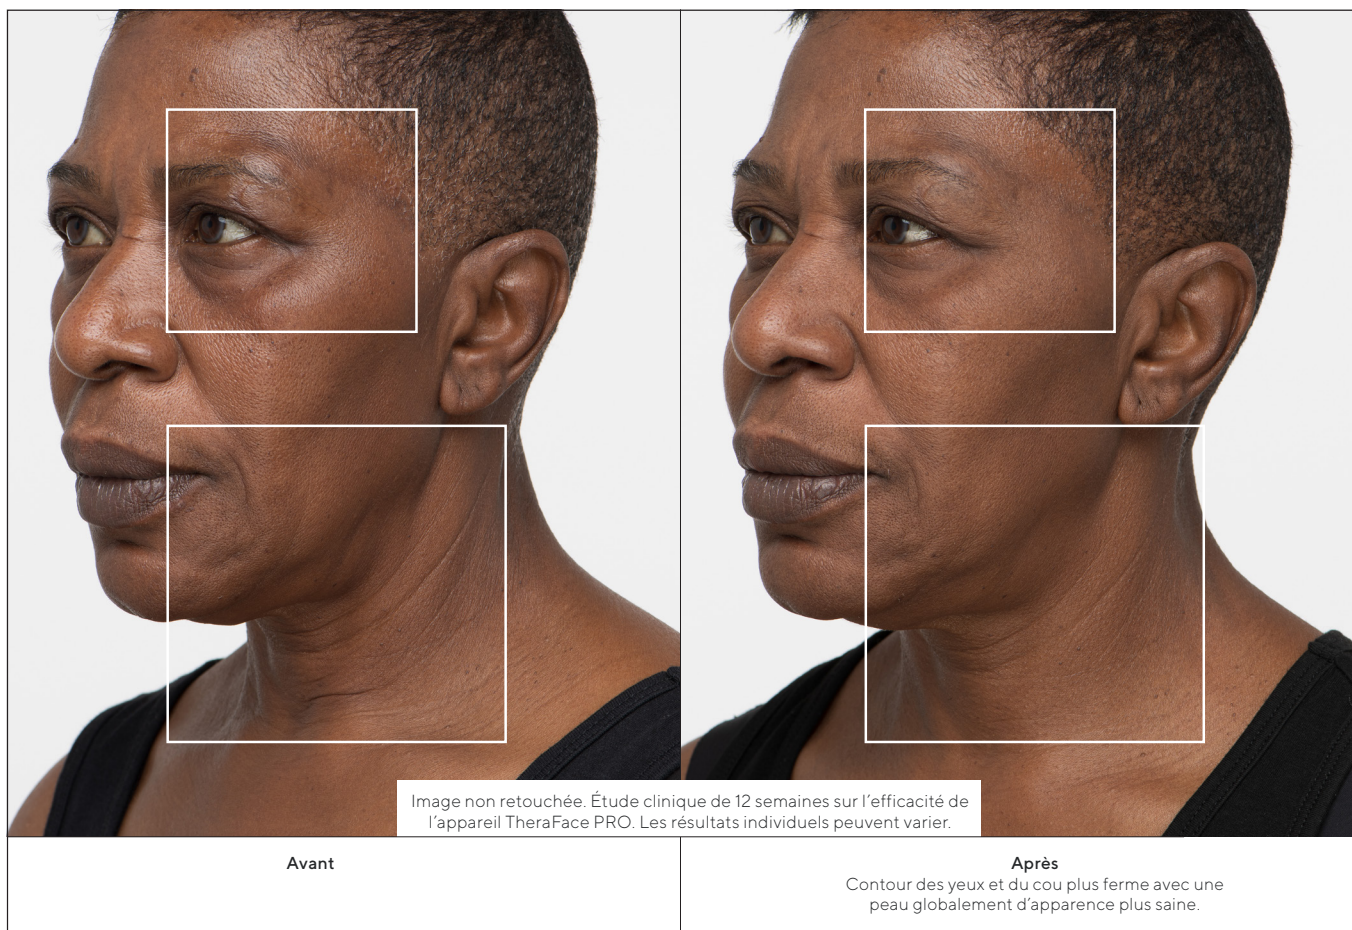 Image non retouchée. Étude clinique de 12 semaines sur l’efficacité de
l’appareil TheraFace PRO. Les résultats individuels peuvent varier.
Avant
Après
Contour des yeux et du cou plus ferme avec une
peau globalement d’apparence plus saine.